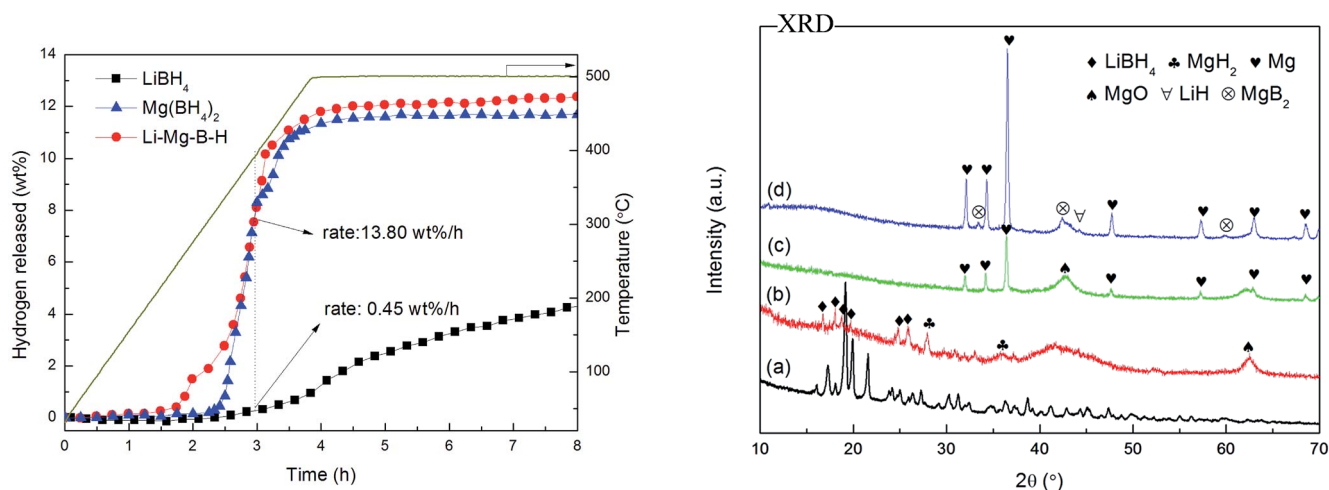 14
12
10
8
6
4
2
0
Hydrogen released (wt%)
LiBH4
Mg(BH4)2
Li-Mg-B-H
rate:13.80 wt%/h
rate: 0.45 wt%/h
500
400
300
200
100
Temperature (°C)
0 1 2 3 4 5 6 7 8
Time (h)
XRD
LiBH4 MgH2 Mg
MgO LiH MgB2
(d)
(c)
(b)
(a)
Intensity (a.u.)
10 20 30 40 50 60 70
2θ (°)